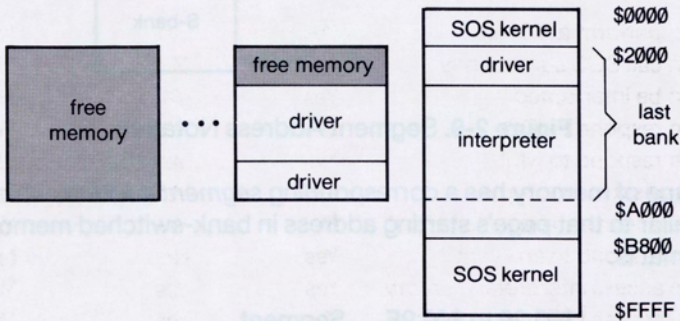 $0000
SOS kernel
$2000
free memory
driver
free
memory
• • •
driver
interpreter
last
bank
driver
$A000
$B800
SOS kernel
$FFFF